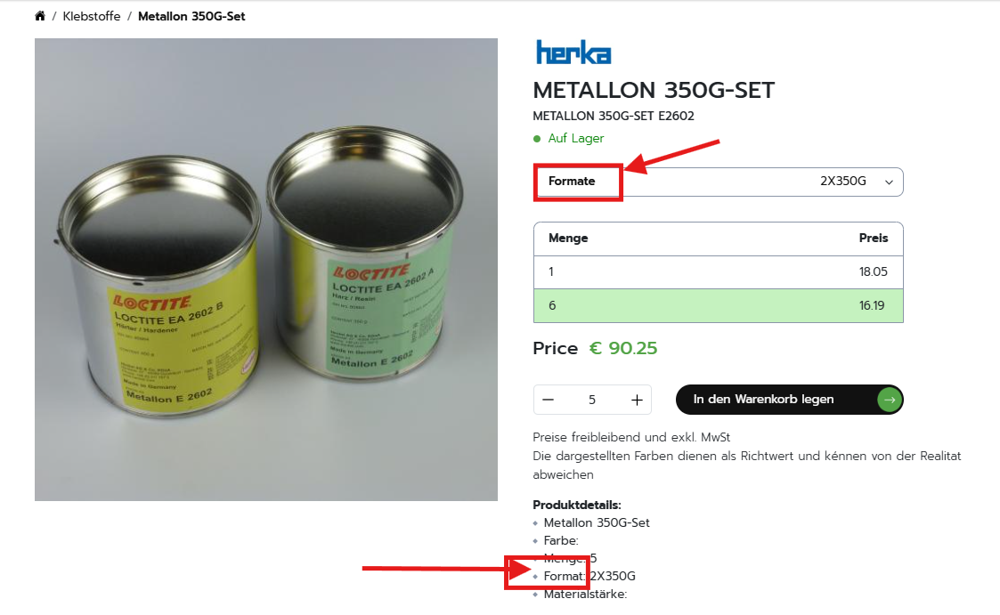 / Klebstoffe / Metallon 350G-Set
herka
METALLON 350G-SET
METALLON 350G-SET E2602
Auf Lager
Formate 2X350G
Menge Preis
1 18.05
6 16.19
Price € 90.25
5
In den Warenkorb legen
Preise freibleibend und exkl. MwSt
Die dargestellten Farben dienen als Richtwert und kénnen von der Realitat
abweichen
Produktdetails:
Metallon 350G-Set
Farbe:
Menge: 5
Format: 2X350G
Materialstärke:
LOCTITE
LOCTITE EA 2602 B
Härter / Hardener
Made in Germany
Metallon E 2602
LOCTITE
LOCTITE EA 2602 A
Harz / Resin
Made in Germany
Metallon E 2602